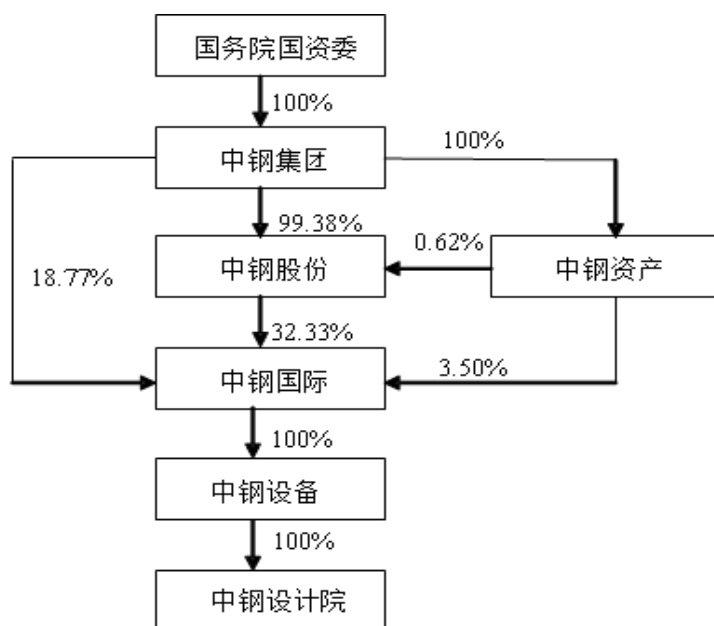 国务院国资委
100%
中钢集团
100%
99.38%
0.62%
18.77%
中钢股份
中钢资产
32.33%
3.50%
中钢国际
100%
中钢设备
100%
中钢设计院